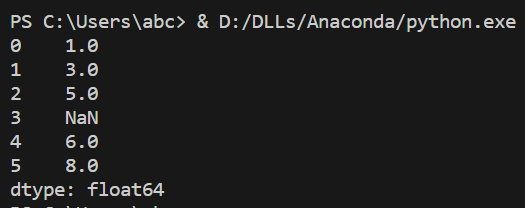 PS C:\Users\abc> & D:/DLLs/Anaconda/python.exe
0    1.0
1    3.0
2    5.0
3    NaN
4    6.0
5    8.0
dtype: float64